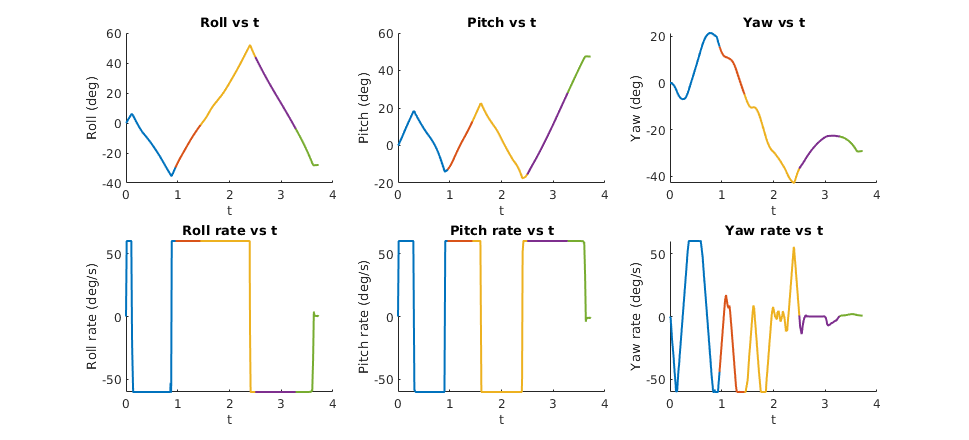 Roll vs t
Roll (deg)
60
40
20
0
-20
-40
0 1 2 3 4
t
Pitch vs t
Pitch (deg)
60
40
20
0
-20
0 1 2 3 4
t
Yaw vs t
Yaw (deg)
20
0
-20
-40
0 1 2 3 4
t
Roll rate vs t
Roll rate (deg/s)
50
0
-50
0 1 2 3 4
t
Pitch rate vs t
Pitch rate (deg/s)
50
0
-50
0 1 2 3 4
t
Yaw rate vs t
Yaw rate (deg/s)
50
0
-50
0 1 2 3 4
t